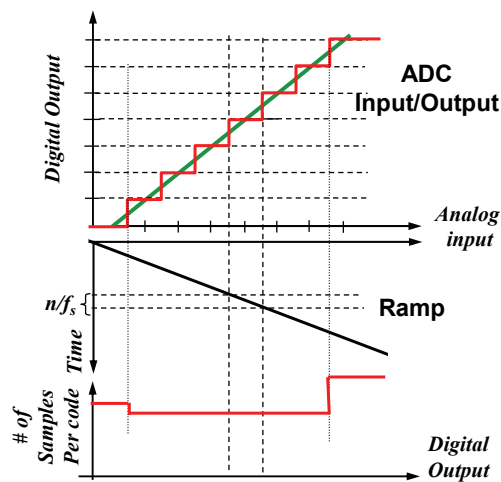 Digital Output
ADC
Input/Output
Analog
input
n/fs
Time
Ramp
# of
Samples
Per code
Digital
Output